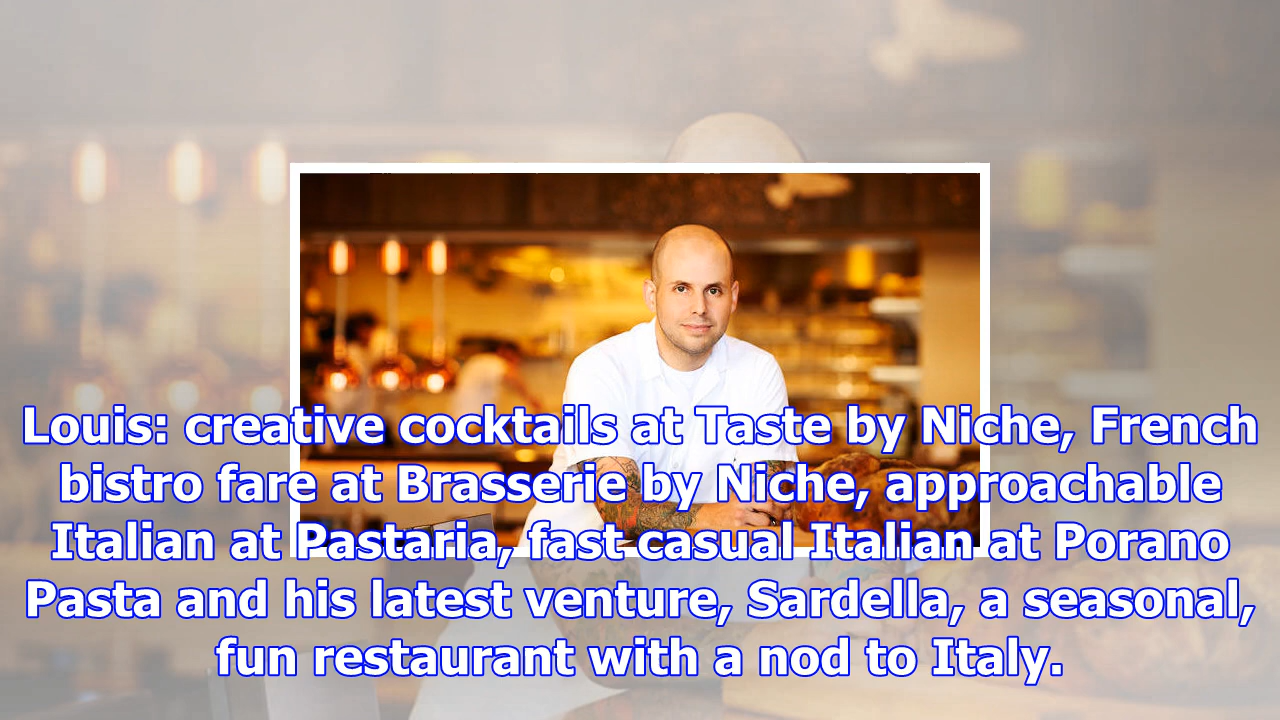 Louis: creative cocktails at Taste by Niche, French
bistro fare at Brasserie by Niche, approachable
Italian at Pastaria, fast casual Italian at Porano
Pasta and his latest venture, Sardella, a seasonal,
fun restaurant with a nod to Italy.